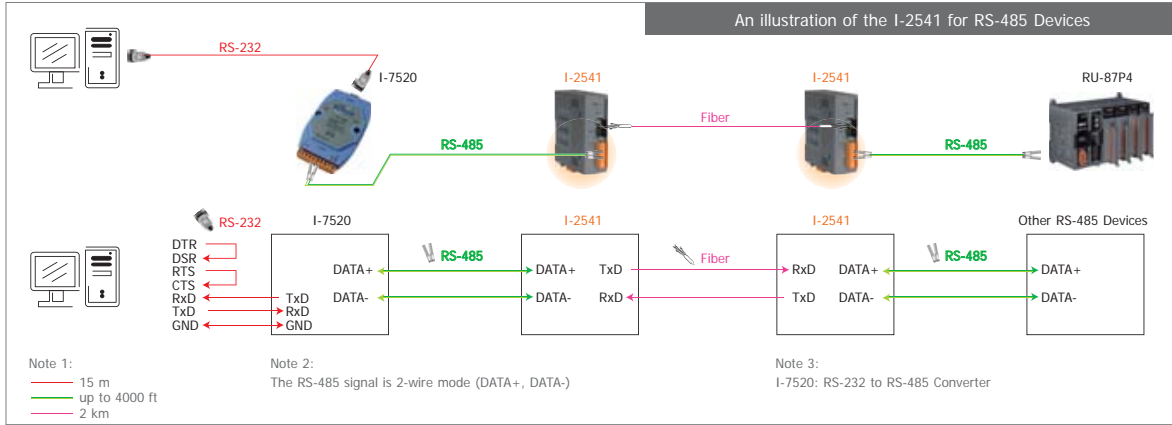 An illustration of the I-2541 for RS-485 Devices
RS-232
I-7520
I-2541
I-2541
RU-87P4
Fiber
RS-485
RS-485
RS-232
I-7520
I-2541
I-2541
Other RS-485 Devices
DTR
DSR
RTS
CTS
RxD
TxD
GND
TxD
RxD
GND
DATA+
DATA-
RS-485
DATA+
DATA-
TxD
RxD
Fiber
RxD
TxD
DATA+
DATA-
RS-485
DATA+
DATA-
Note 1:
15 m
up to 4000 ft
2 km
Note 2:
The RS-485 signal is 2-wire mode (DATA+, DATA-)
Note 3:
I-7520: RS-232 to RS-485 Converter